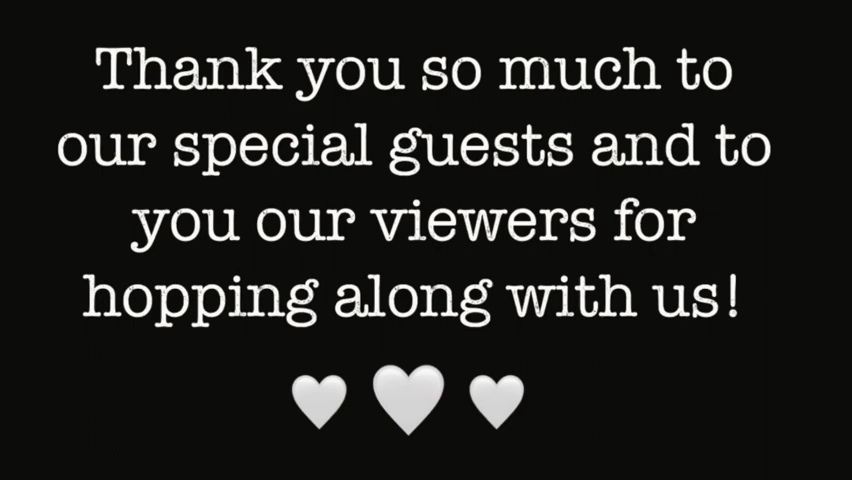 Thank you so much to
our special guests and to
you our viewers for
hopping along with us!